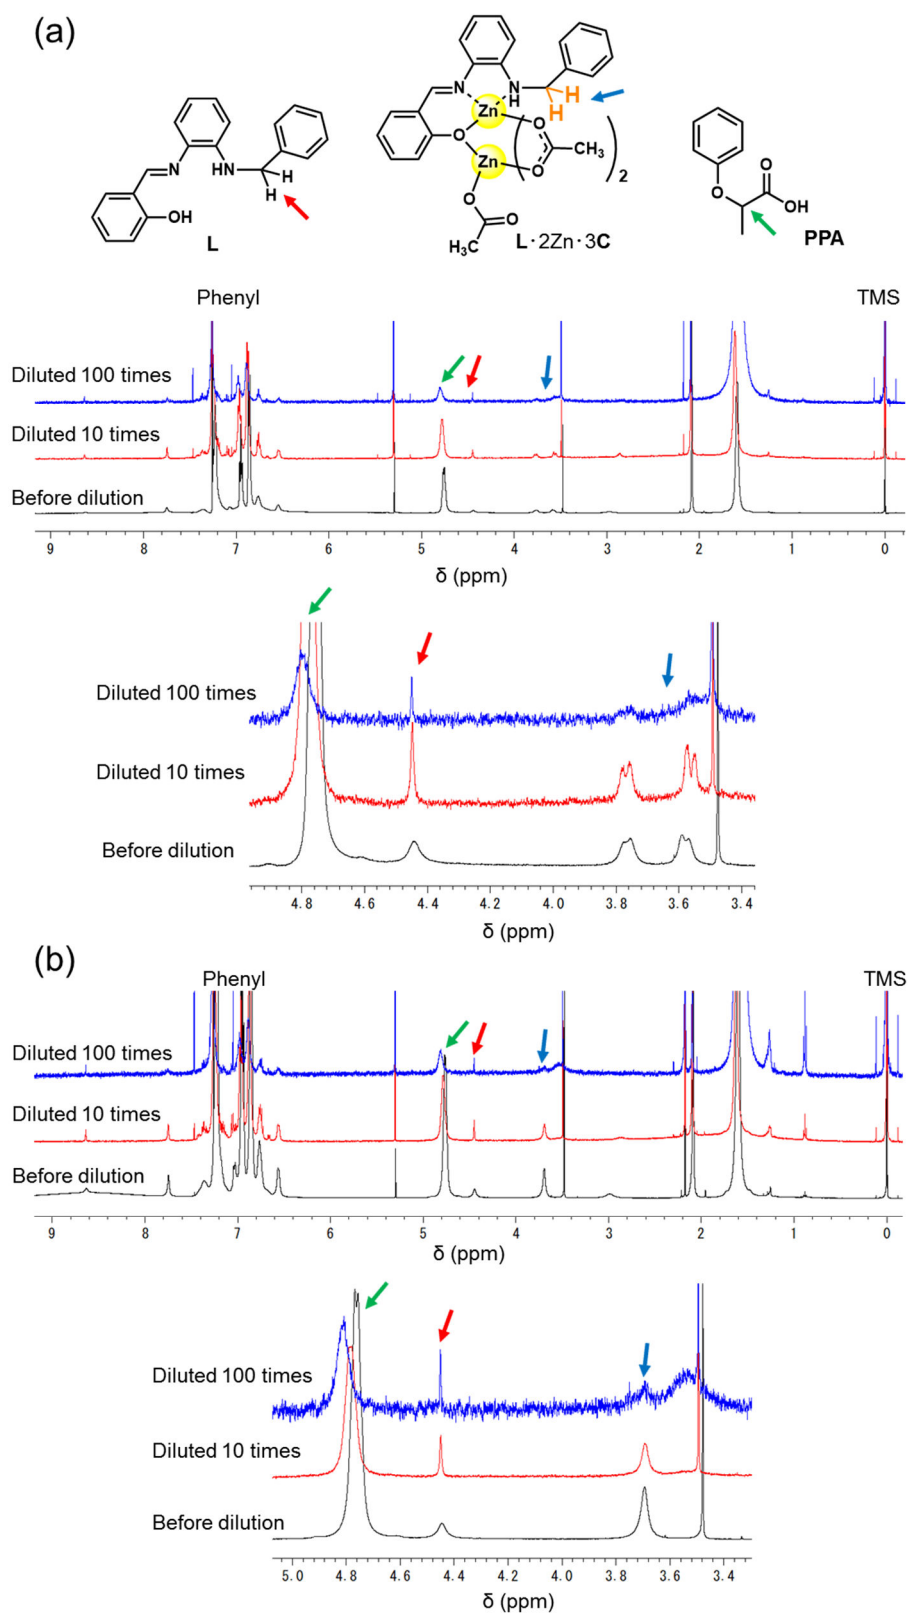 (a)
N
N
H
H
H
Zn
O
O
O
Zn
O
O
H3C
CH3
2
N
HN
H
H
OH
L
L·2Zn·3C
O
O
OH
PPA
Phenyl
TMS
Diluted 100 times
Diluted 10 times
Before dilution
9 8 7 6 5 4 3 2 1 0
δ (ppm)
Diluted 100 times
Diluted 10 times
Before dilution
4.8 4.6 4.4 4.2 4.0 3.8 3.6 3.4
δ (ppm)
(b)
Phenyl
TMS
Diluted 100 times
Diluted 10 times
Before dilution
9 8 7 6 5 4 3 2 1 0
δ (ppm)
Diluted 100 times
Diluted 10 times
Before dilution
5.0 4.8 4.6 4.4 4.2 4.0 3.8 3.6 3.4
δ (ppm)